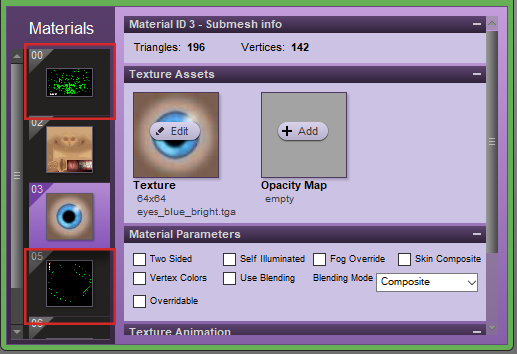 Materials
00
02
03
05
06
Material ID 3 - Submesh info
Triangles: 196 Vertices: 142
Texture Assets
Edit
Add
Texture
64x64
eyes_blue_bright.tga
Opacity Map
empty
Material Parameters
Two Sided Self Illuminated Fog Override Skin Composite
Vertex Colors Use Blending Blending Mode Composite
Overridable
Texture Animation